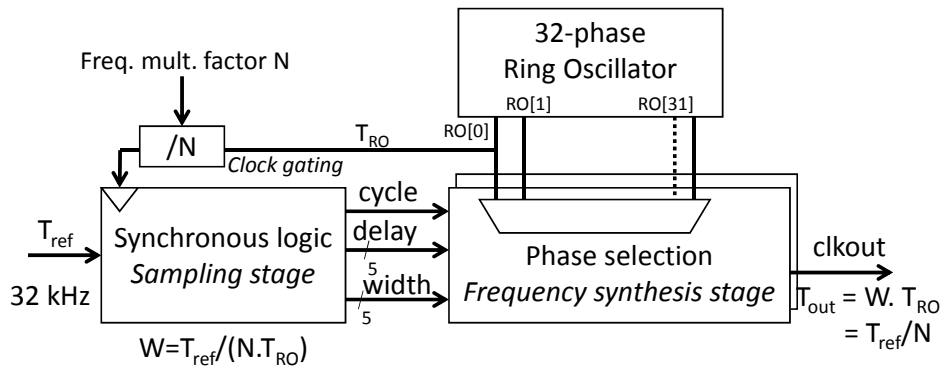 32-phase
Ring Oscillator
Freq. mult. factor N
RO[1]
RO[31]
RO[0]
T_RO
/N
Clock gating
cycle
T_ref
Synchronous logic
delay
Sampling stage
5
Phase selection
clkout
32 kHz
width
Frequency synthesis stage
5
T_out = W. T_RO
W=T_ref/(N.T_RO)
= T_ref/N